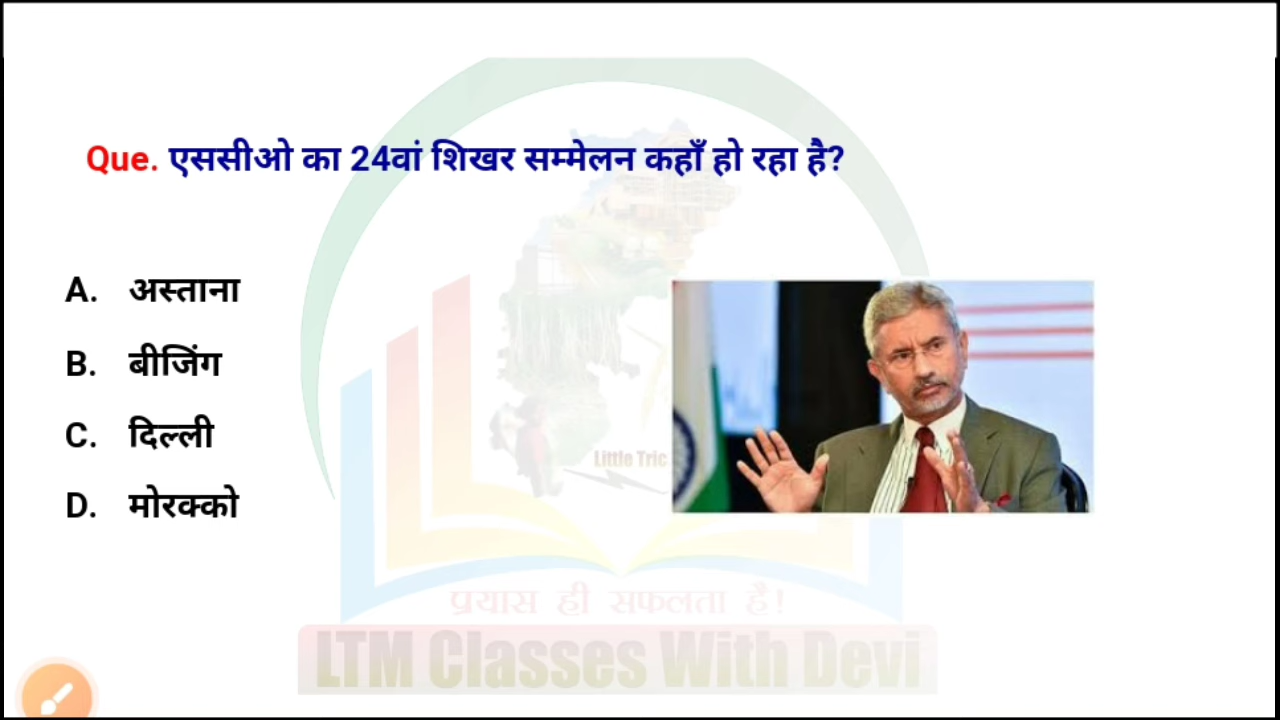 Que. एससीओ का 24वां शिखर सम्मेलन कहाँ हो रहा है?
A. अस्ताना
B. बीजिंग
C. दिल्ली
D. मोरक्को
Little Tric
प्रयास ही सफलता है!
LTM Classes With Devi